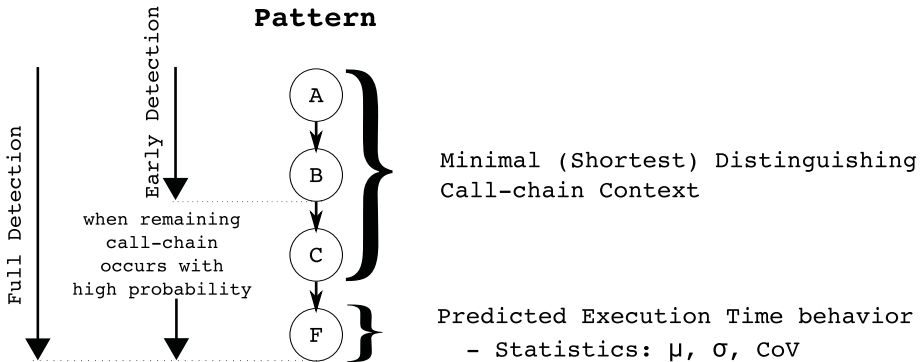 Pattern
Full Detection
Early Detection
when remaining
call-chain
occurs with
high probability
A
B
C
F
Minimal (Shortest) Distinguishing
Call-chain Context
Predicted Execution Time behavior
- Statistics: μ, σ, CoV